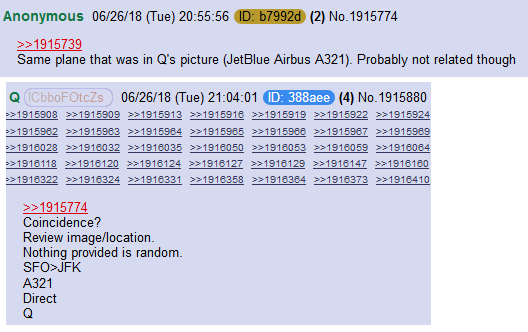 Anonymous 06/26/18 (Tue) 20:55:56 ID: b7992d (2) No.1915774
>>1915739
Same plane that was in Q's picture (JetBlue Airbus A321). Probably not related though
Q !CbboFOtcZs 06/26/18 (Tue) 21:04:01 ID: 388aee (4) No.1915880
>>1915908 >>1915909 >>1915913 >>1915916 >>1915919 >>1915922 >>1915924
>>1915962 >>1915963 >>1915964 >>1915965 >>1915966 >>1915967 >>1915969
>>1916028 >>1916032 >>1916035 >>1916050 >>1916053 >>1916059 >>1916064
>>1916118 >>1916120 >>1916124 >>1916127 >>1916129 >>1916147 >>1916160
>>1916322 >>1916324 >>1916331 >>1916358 >>1916364 >>1916373 >>1916410
>>1915774
Coincidence?
Review image/location.
Nothing provided is random.
SFO>JFK
A321
Direct
Q